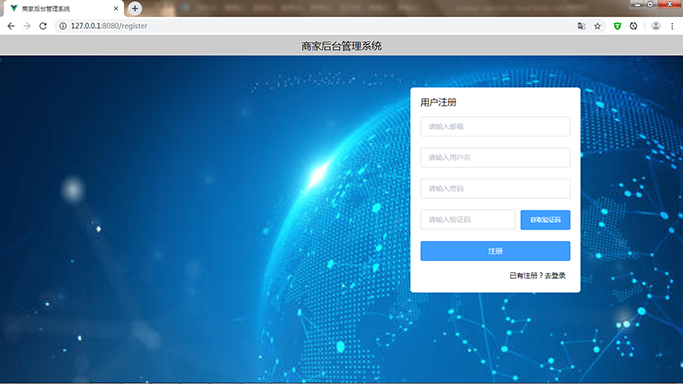 商家后台管理系统
127.0.0.1:8080/register
商家后台管理系统
用户注册
请输入邮箱
请输入用户名
请输入密码
请输入验证码
获取验证码
注册
已有注册？去登录